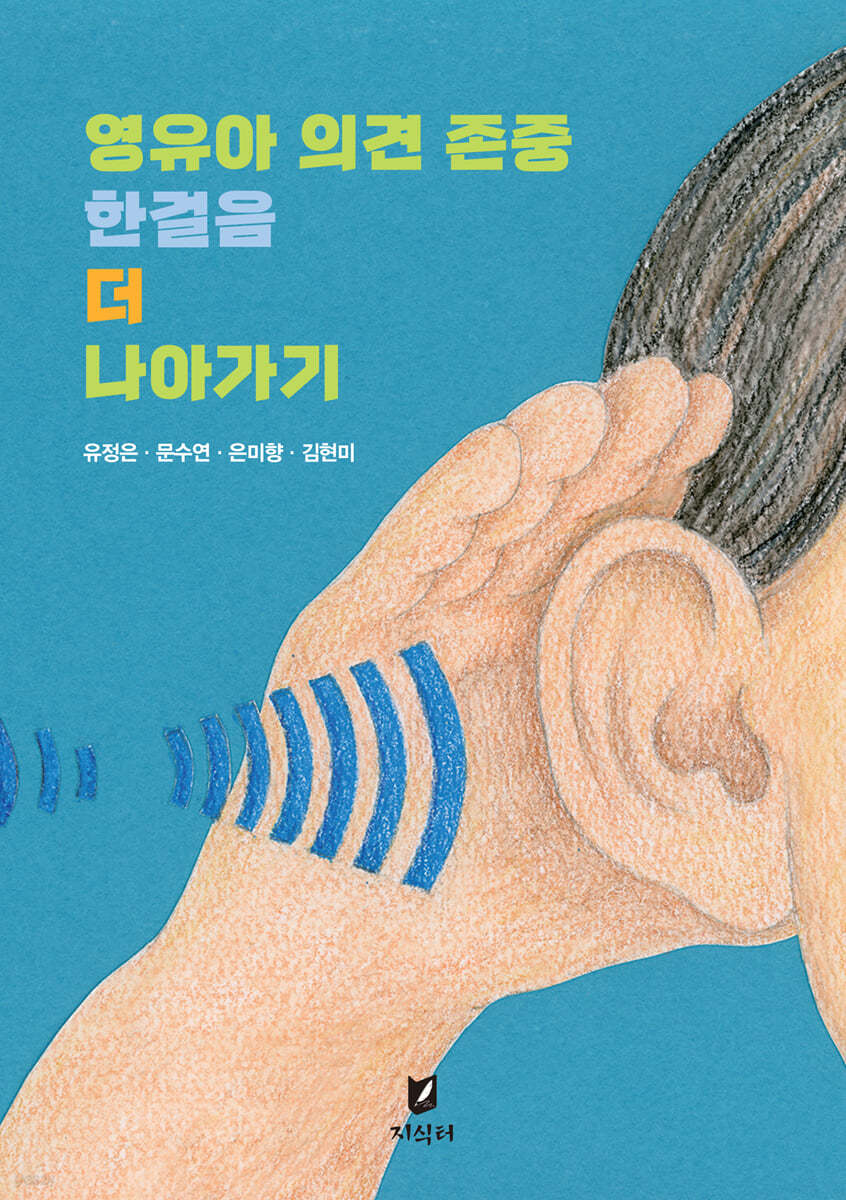 영유아 의견 존중
한걸음
더
나아가기
유정은 · 문수연 · 은미향 · 김현미
지식터